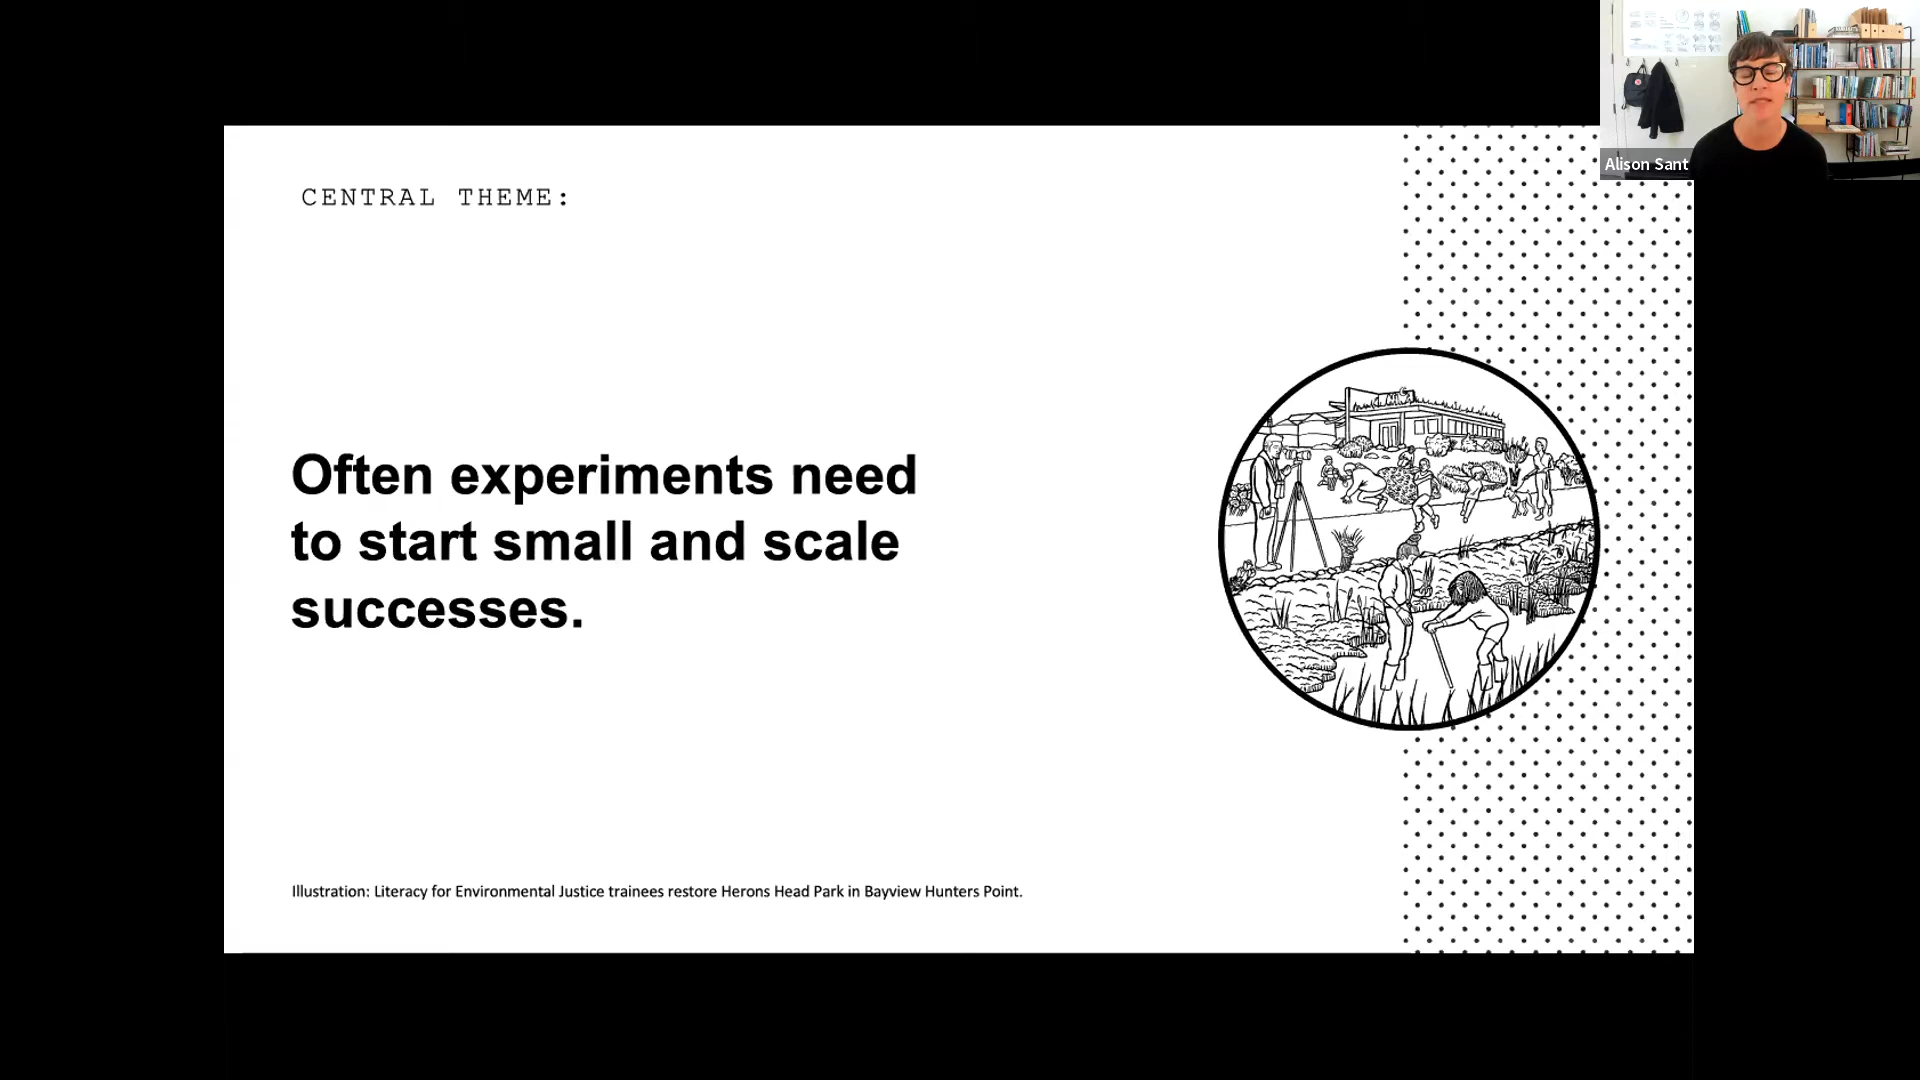 Alison Sant
CENTRAL THEME:
Often experiments need
to start small and scale
successes.
Illustration: Literacy for Environmental Justice trainees restore Herons Head Park in Bayview Hunters Point.